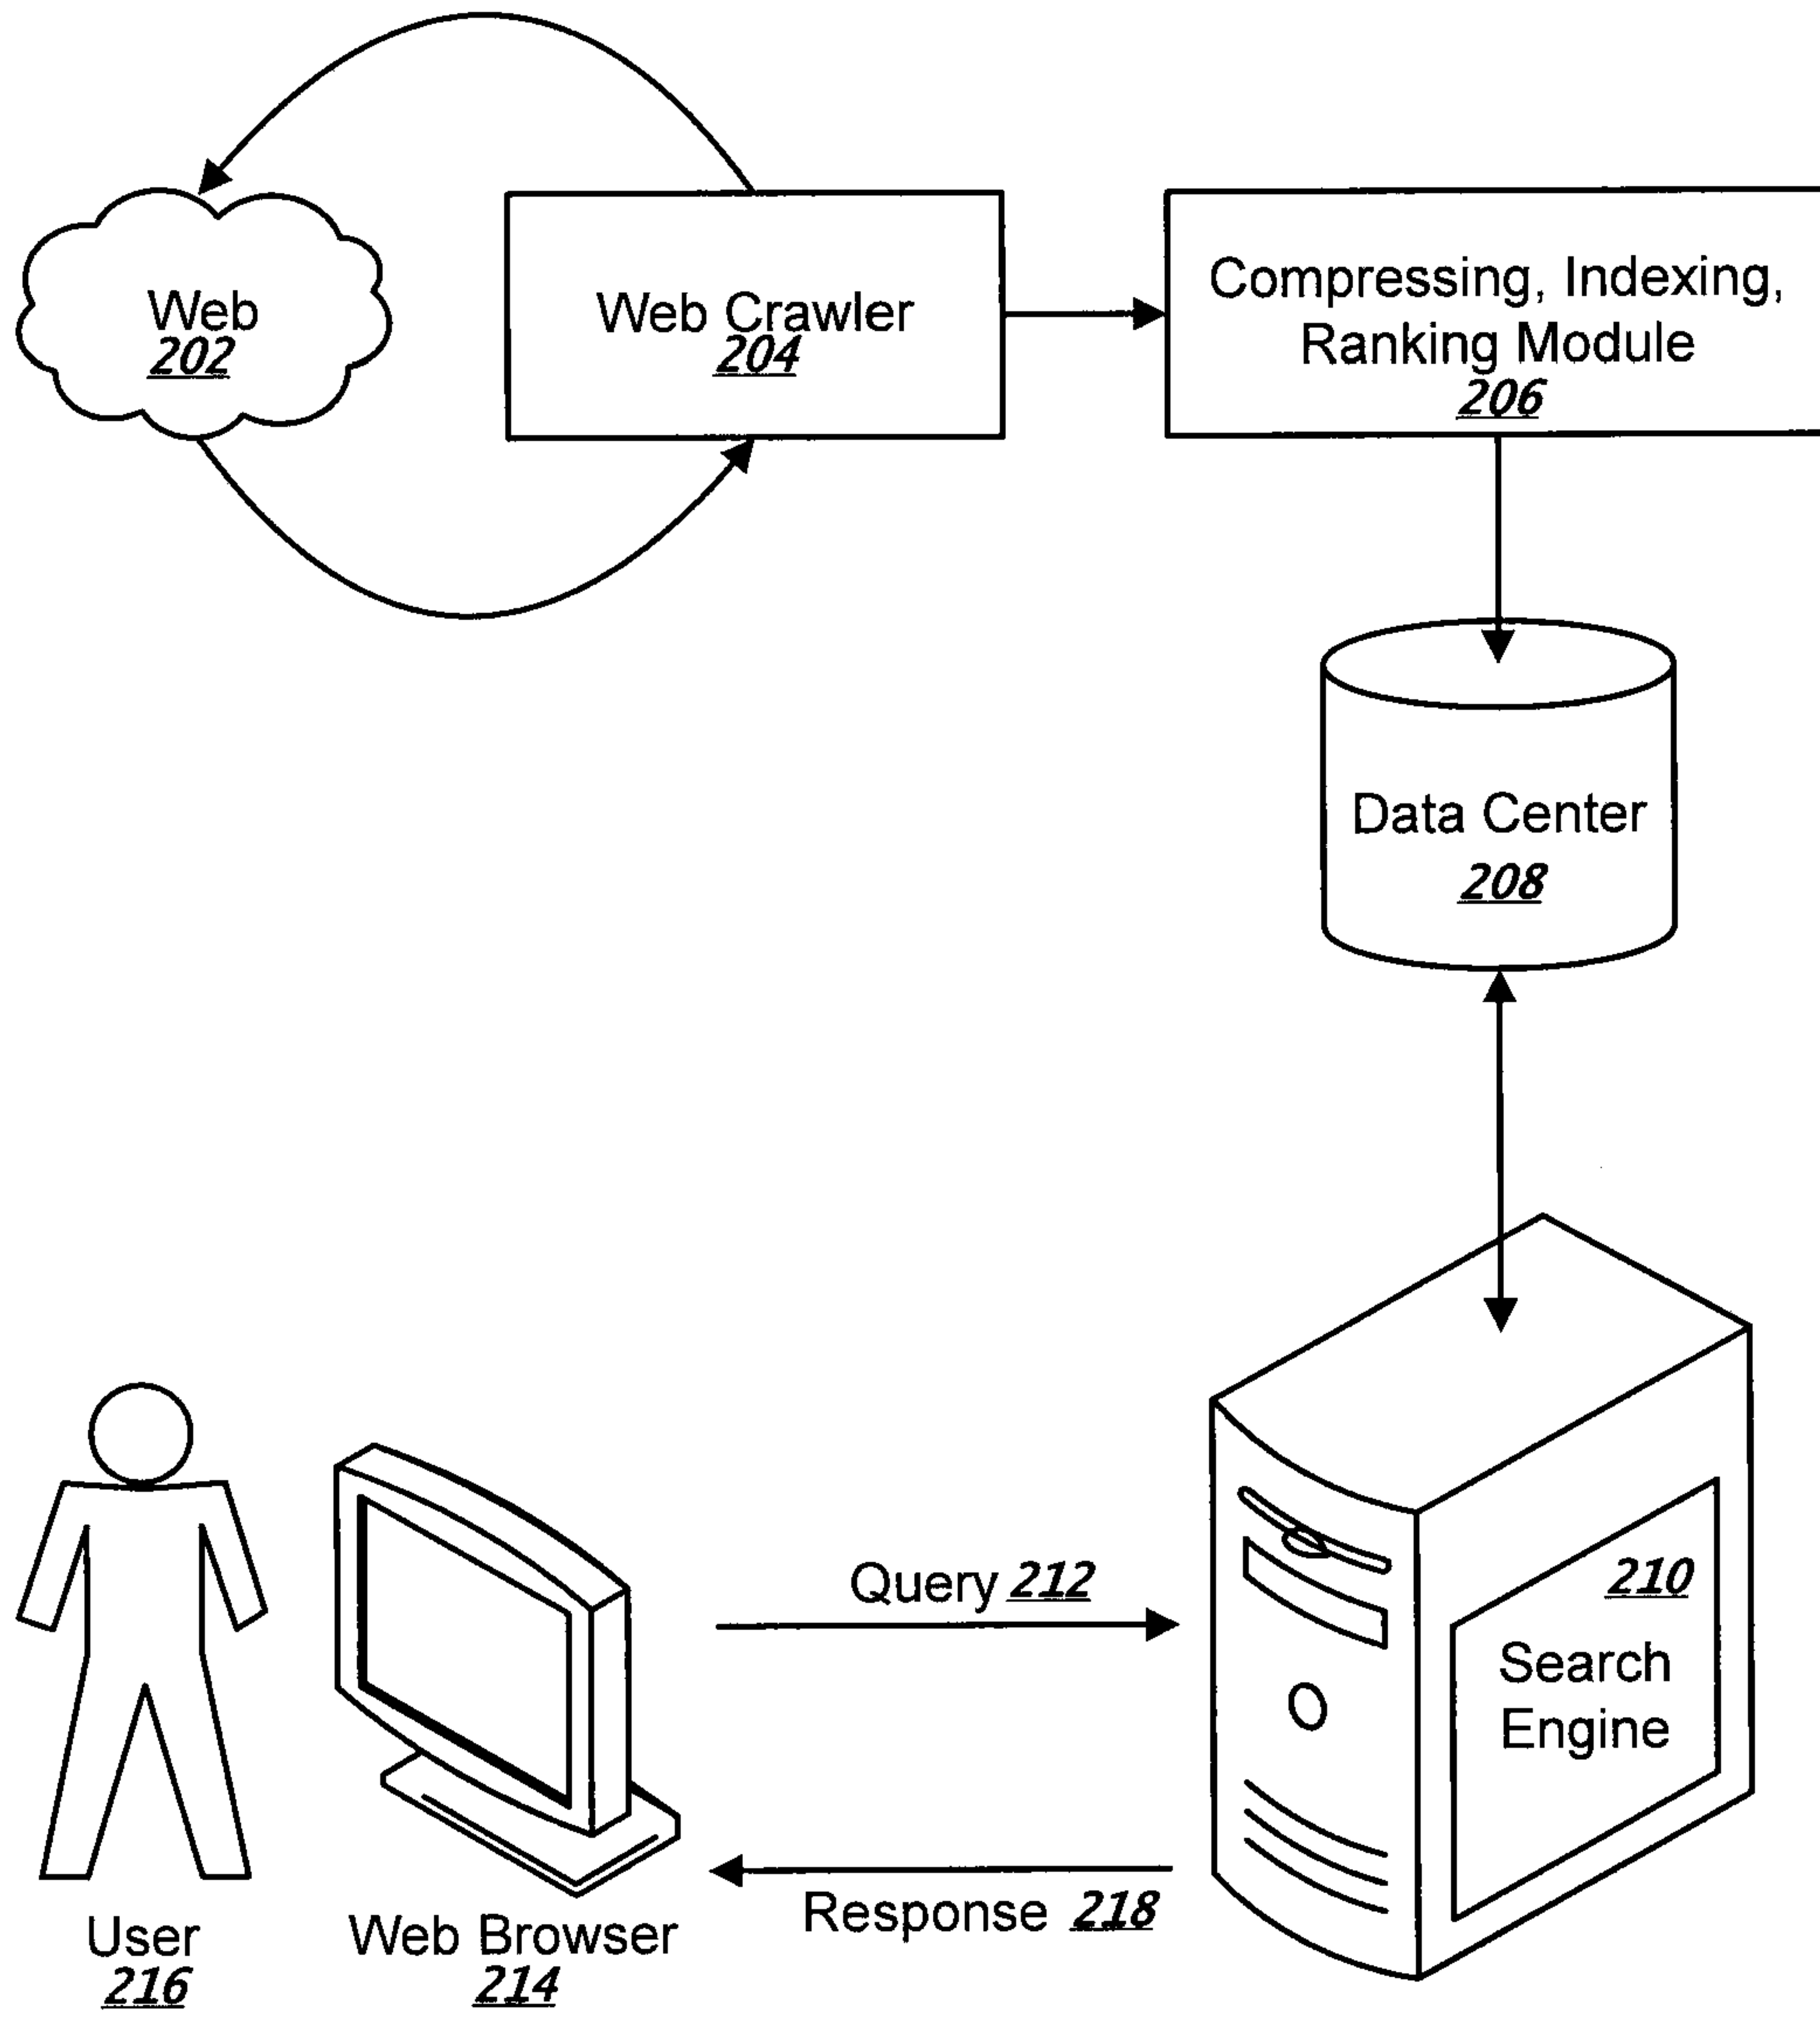 Web
202
Web Crawler
204
Compressing, Indexing,
Ranking Module
206
Data Center
208
210
Search
Engine
Query 212
Response 218
User
216
Web Browser
214